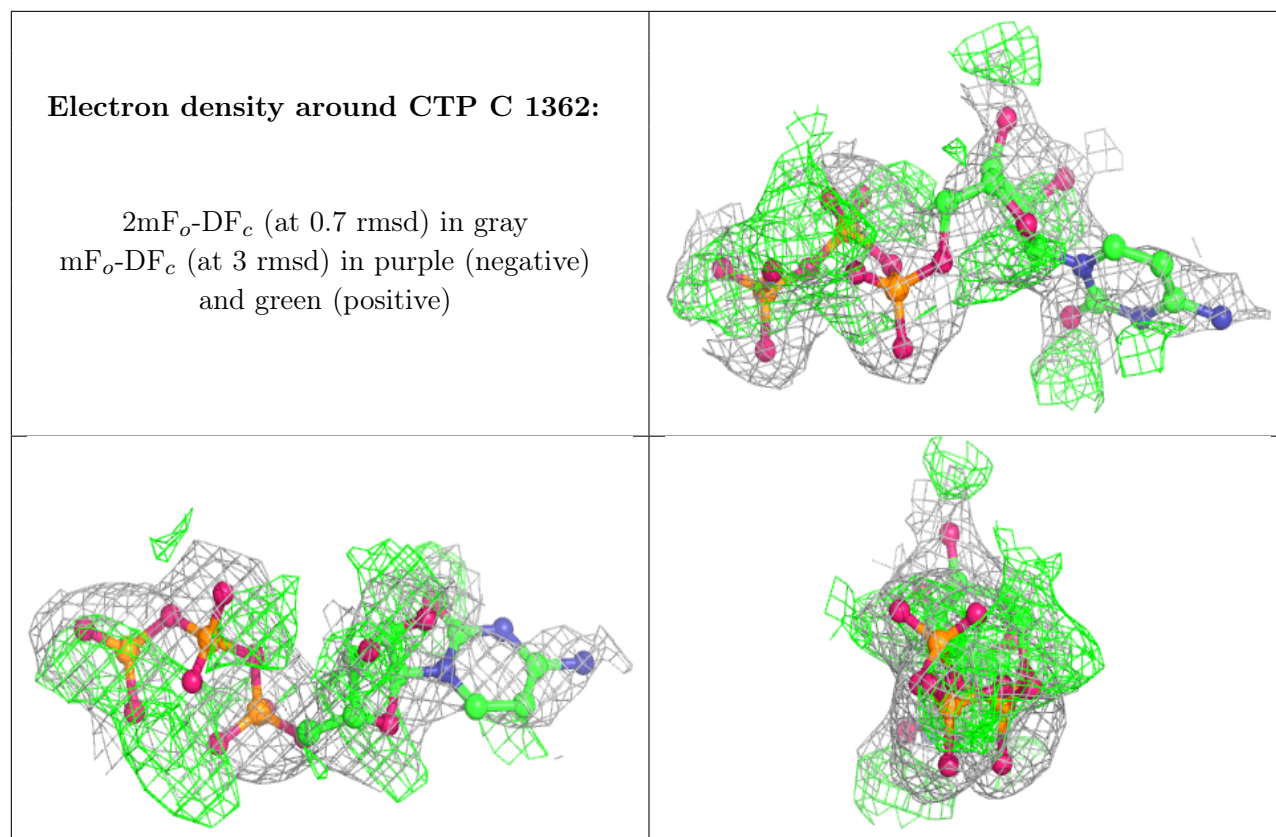 Electron density around CTP C 1362:
2mFₒ-DF𝒸 (at 0.7 rmsd) in gray
mFₒ-DF𝒸 (at 3 rmsd) in purple (negative)
and green (positive)